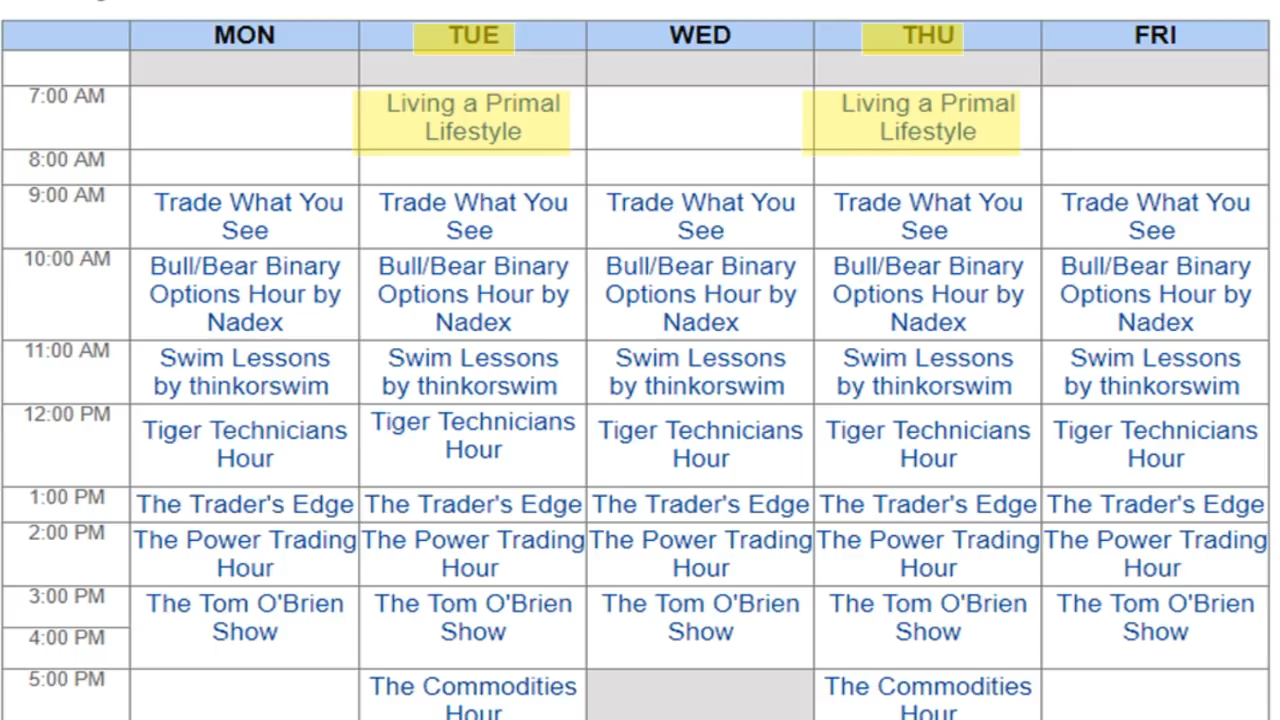 MON TUE WED THU FRI
7:00 AM
Living a Primal
Lifestyle
Living a Primal
Lifestyle
8:00 AM
9:00 AM
Trade What You
See
Trade What You
See
Trade What You
See
Trade What You
See
Trade What You
See
10:00 AM
Bull/Bear Binary
Options Hour by
Nadex
Bull/Bear Binary
Options Hour by
Nadex
Bull/Bear Binary
Options Hour by
Nadex
Bull/Bear Binary
Options Hour by
Nadex
Bull/Bear Binary
Options Hour by
Nadex
11:00 AM
Swim Lessons
by thinkorswim
Swim Lessons
by thinkorswim
Swim Lessons
by thinkorswim
Swim Lessons
by thinkorswim
Swim Lessons
by thinkorswim
12:00 PM
Tiger Technicians
Hour
Tiger Technicians
Hour
Tiger Technicians
Hour
Tiger Technicians
Hour
Tiger Technicians
Hour
1:00 PM
The Trader's Edge
The Trader's Edge
The Trader's Edge
The Trader's Edge
The Trader's Edge
2:00 PM
The Power Trading
Hour
The Power Trading
Hour
The Power Trading
Hour
The Power Trading
Hour
The Power Trading
Hour
3:00 PM
The Tom O'Brien
Show
The Tom O'Brien
Show
The Tom O'Brien
Show
The Tom O'Brien
Show
The Tom O'Brien
Show
4:00 PM
5:00 PM
The Commodities
Hour
The Commodities
Hour